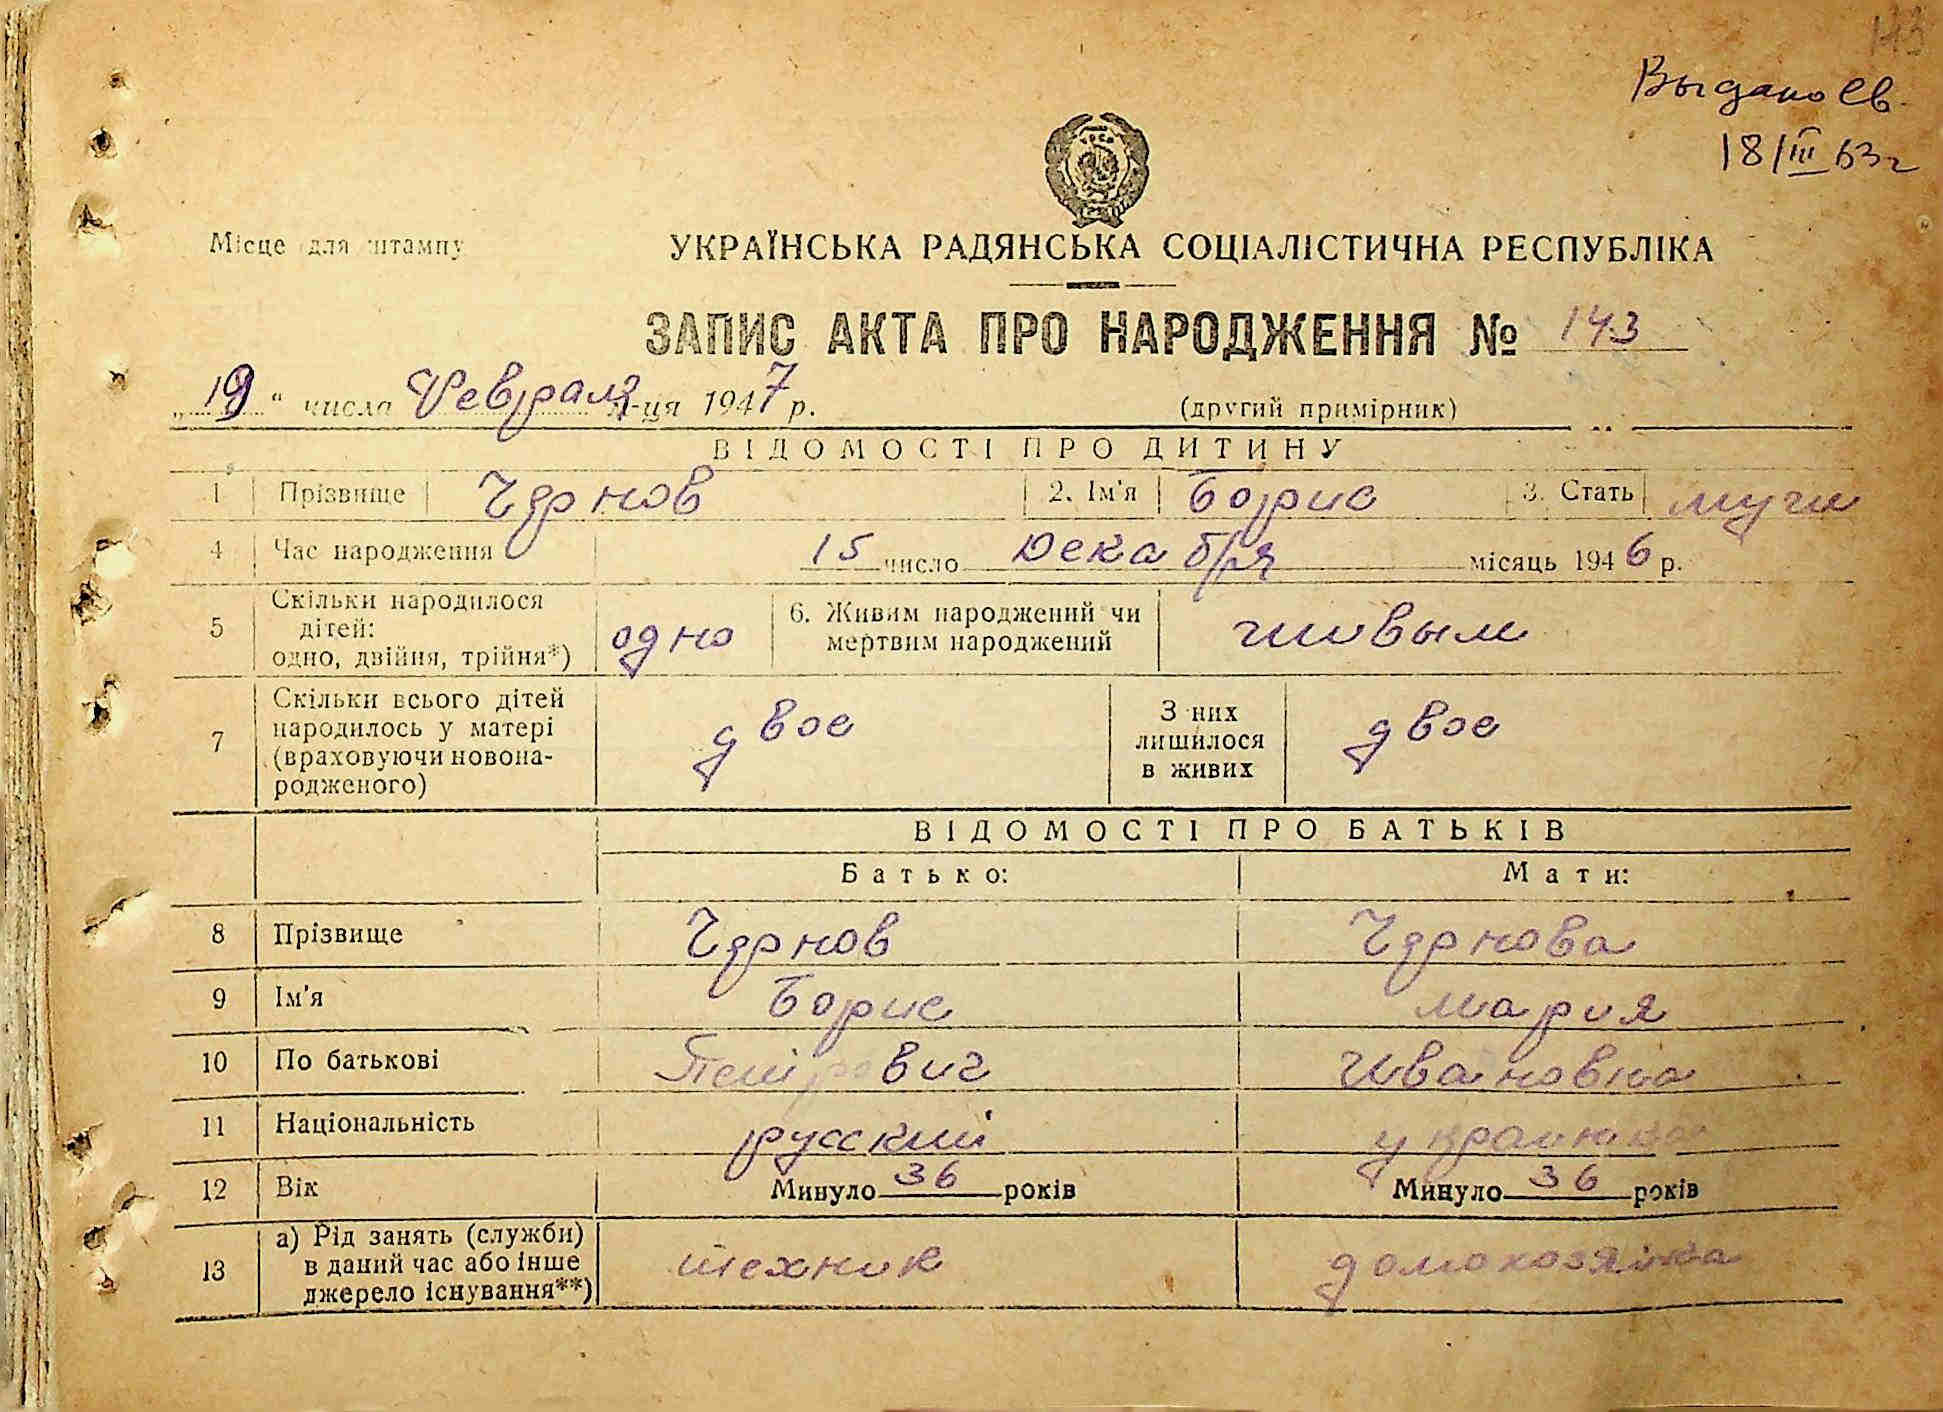 143
Выдано св.
18/III 63 г
УКРАЇНСЬКА РАДЯНСЬКА СОЦІАЛІСТИЧНА РЕСПУБЛІКА
Місце для штампу
ЗАПИС АКТА ПРО НАРОДЖЕННЯ № 143
„19“ числа Февраля м-ця 1947 р.
(другий примірник)
ВІДОМОСТІ ПРО ДИТИНУ
1 Прізвище Чернов 2. Ім'я Борис 3. Стать муж
4 Час народження 15 число Декабря місяць 1946 р.
5 Скільки народилося дітей: одно, двійня, трійня*) одно 6. Живим народжений чи мертвим народжений живым
7 Скільки всього дітей народилось у матері (враховуючи новонародженого) двое З них лишилося в живих двое
ВІДОМОСТІ ПРО БАТЬКІВ
Батько: Мати:
8 Прізвище Чернов Чернова
9 Ім'я Борис Мария
10 По батькові Петрович Ивановна
11 Національність русский украинка
12 Вік Минуло 36 років Минуло 36 років
13 а) Рід занять (служби) в даний час або інше джерело існування**) техник домохозяйка